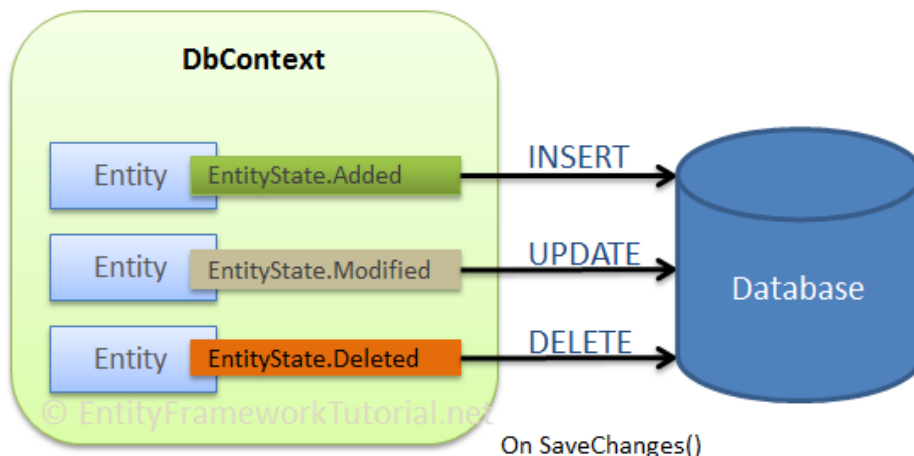 DbContext
Entity EntityState.Added INSERT
Entity EntityState.Modified UPDATE
Database
Entity EntityState.Deleted DELETE
© EntityFrameworkTutorial.net
On SaveChanges()